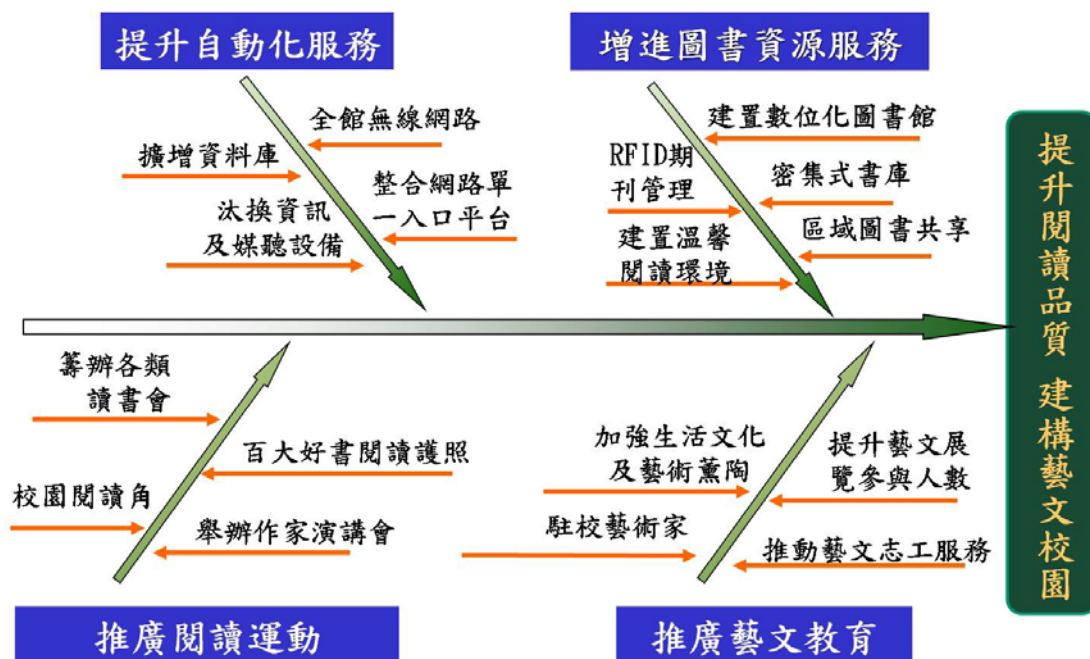 提升自動化服務
增進圖書資源服務
全館無線網路
擴增資料庫
整合網路單
一入口平台
汰換資訊
及媒聽設備
建置數位化圖書館
RFID期
刊管理
密集式書庫
建置溫馨
閱讀環境
區域圖書共享
提升閱讀品質 建構藝文校園
籌辦各類
讀書會
百大好書閱讀護照
校園閱讀角
舉辦作家演講會
加強生活文化
及藝術薰陶
提升藝文展
覽參與人數
駐校藝術家
推動藝文志工服務
推廣閱讀運動
推廣藝文教育